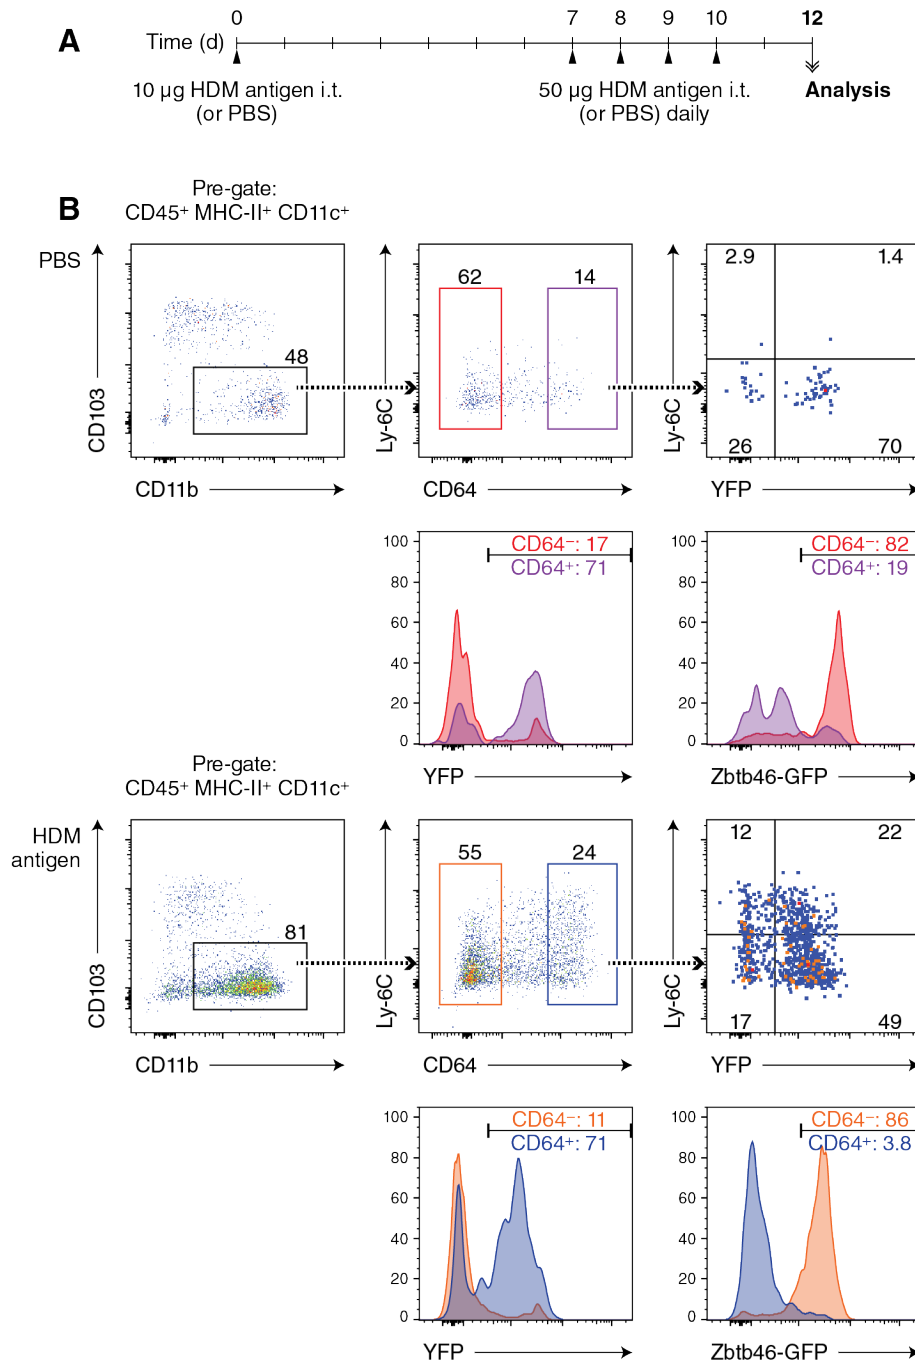 A
Time (d)
0 7 8 9 10 12
10 µg HDM antigen i.t.
(or PBS)
50 µg HDM antigen i.t.
(or PBS) daily
Analysis
B
Pre-gate:
CD45⁺ MHC-II⁺ CD11c⁺
PBS
CD103
48
CD11b
Ly-6C
62 14
CD64
Ly-6C
2.9 1.4
26 70
YFP
100
80
60
40
20
0
CD64⁻: 17
CD64⁺: 71
YFP
100
80
60
40
20
0
CD64⁻: 82
CD64⁺: 19
Zbtb46-GFP
Pre-gate:
CD45⁺ MHC-II⁺ CD11c⁺
HDM
antigen
CD103
81
CD11b
Ly-6C
55 24
CD64
Ly-6C
12 22
17 49
YFP
100
80
60
40
20
0
CD64⁻: 11
CD64⁺: 71
YFP
100
80
60
40
20
0
CD64⁻: 86
CD64⁺: 3.8
Zbtb46-GFP